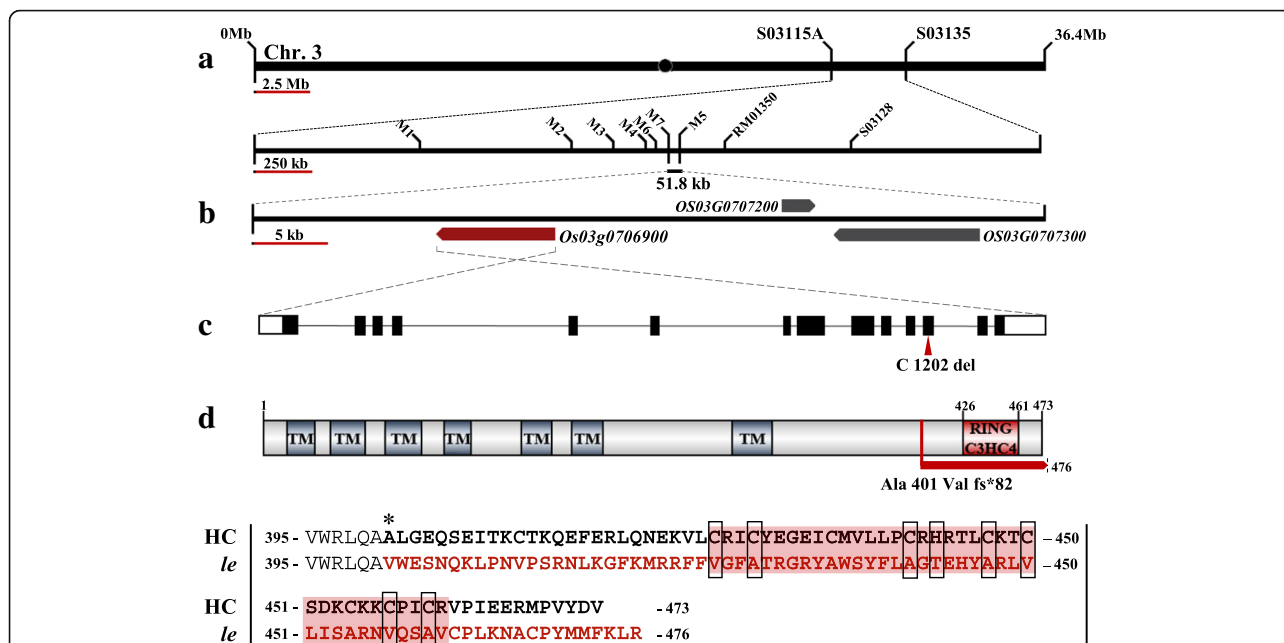 0Mb
S03115A
S03135
36.4Mb
a
Chr. 3
2.5 Mb
M1
M2
M3
M4
M6
M7
M5
RM01350
S03128
250 kb
51.8 kb
b
OS03G0707200
5 kb
Os03g0706900
OS03G0707300
c
C 1202 del
d
1
426
461
473
TM
TM
TM
TM
TM
TM
TM
RING
C3HC4
476
Ala 401 Val fs*82
*
HC 395 - VWRLQAALGEQSEITKCTKQEFERLQNEKVLCRICYEGEICMVLLPCRHRTLCKTC – 450
le 395 - VWRLQAVWESNQKLPNVPSRNLKGFKMRRFFVGFATRGRYAWSYFLAGTEHYARLV – 450
HC 451 - SDKCKKCPICRVPIEERMPVYDV - 473
le 451 - LISARNVQSAVCPLKNACPYMMFKLR - 476